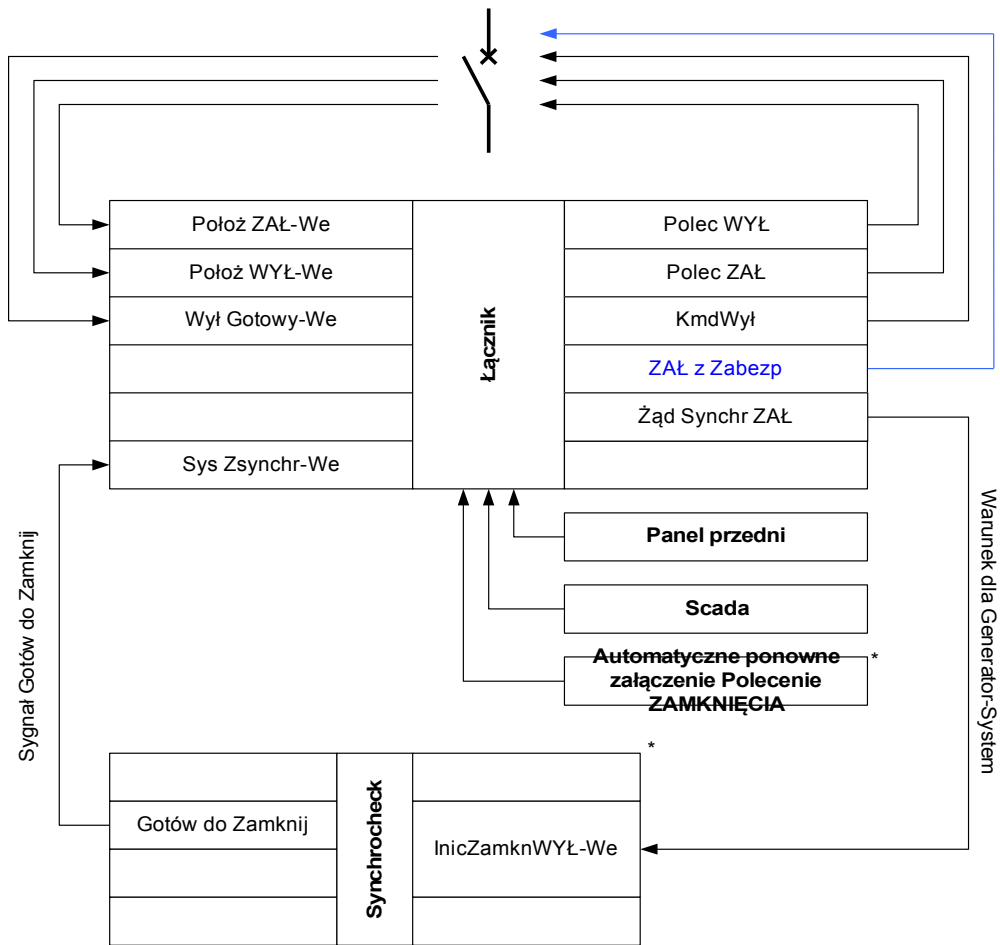 Położ ZAŁ-We
Polec WYŁ
Położ WYŁ-We
Polec ZAŁ
Wył Gotowy-We
KmdWył
Łącznik
ZAŁ z Zabezp
Żąd Synchr ZAŁ
Sys Zsynchr-We
Panel przedni
Scada
Automatyczne ponowne
załączenie Polecenie
ZAMKNIĘCIA
*
Sygnał Gotów do Zamknij
Warunek dla Generator-System
*
Gotów do Zamknij
Synchrocheck
InicZamknWYŁ-We